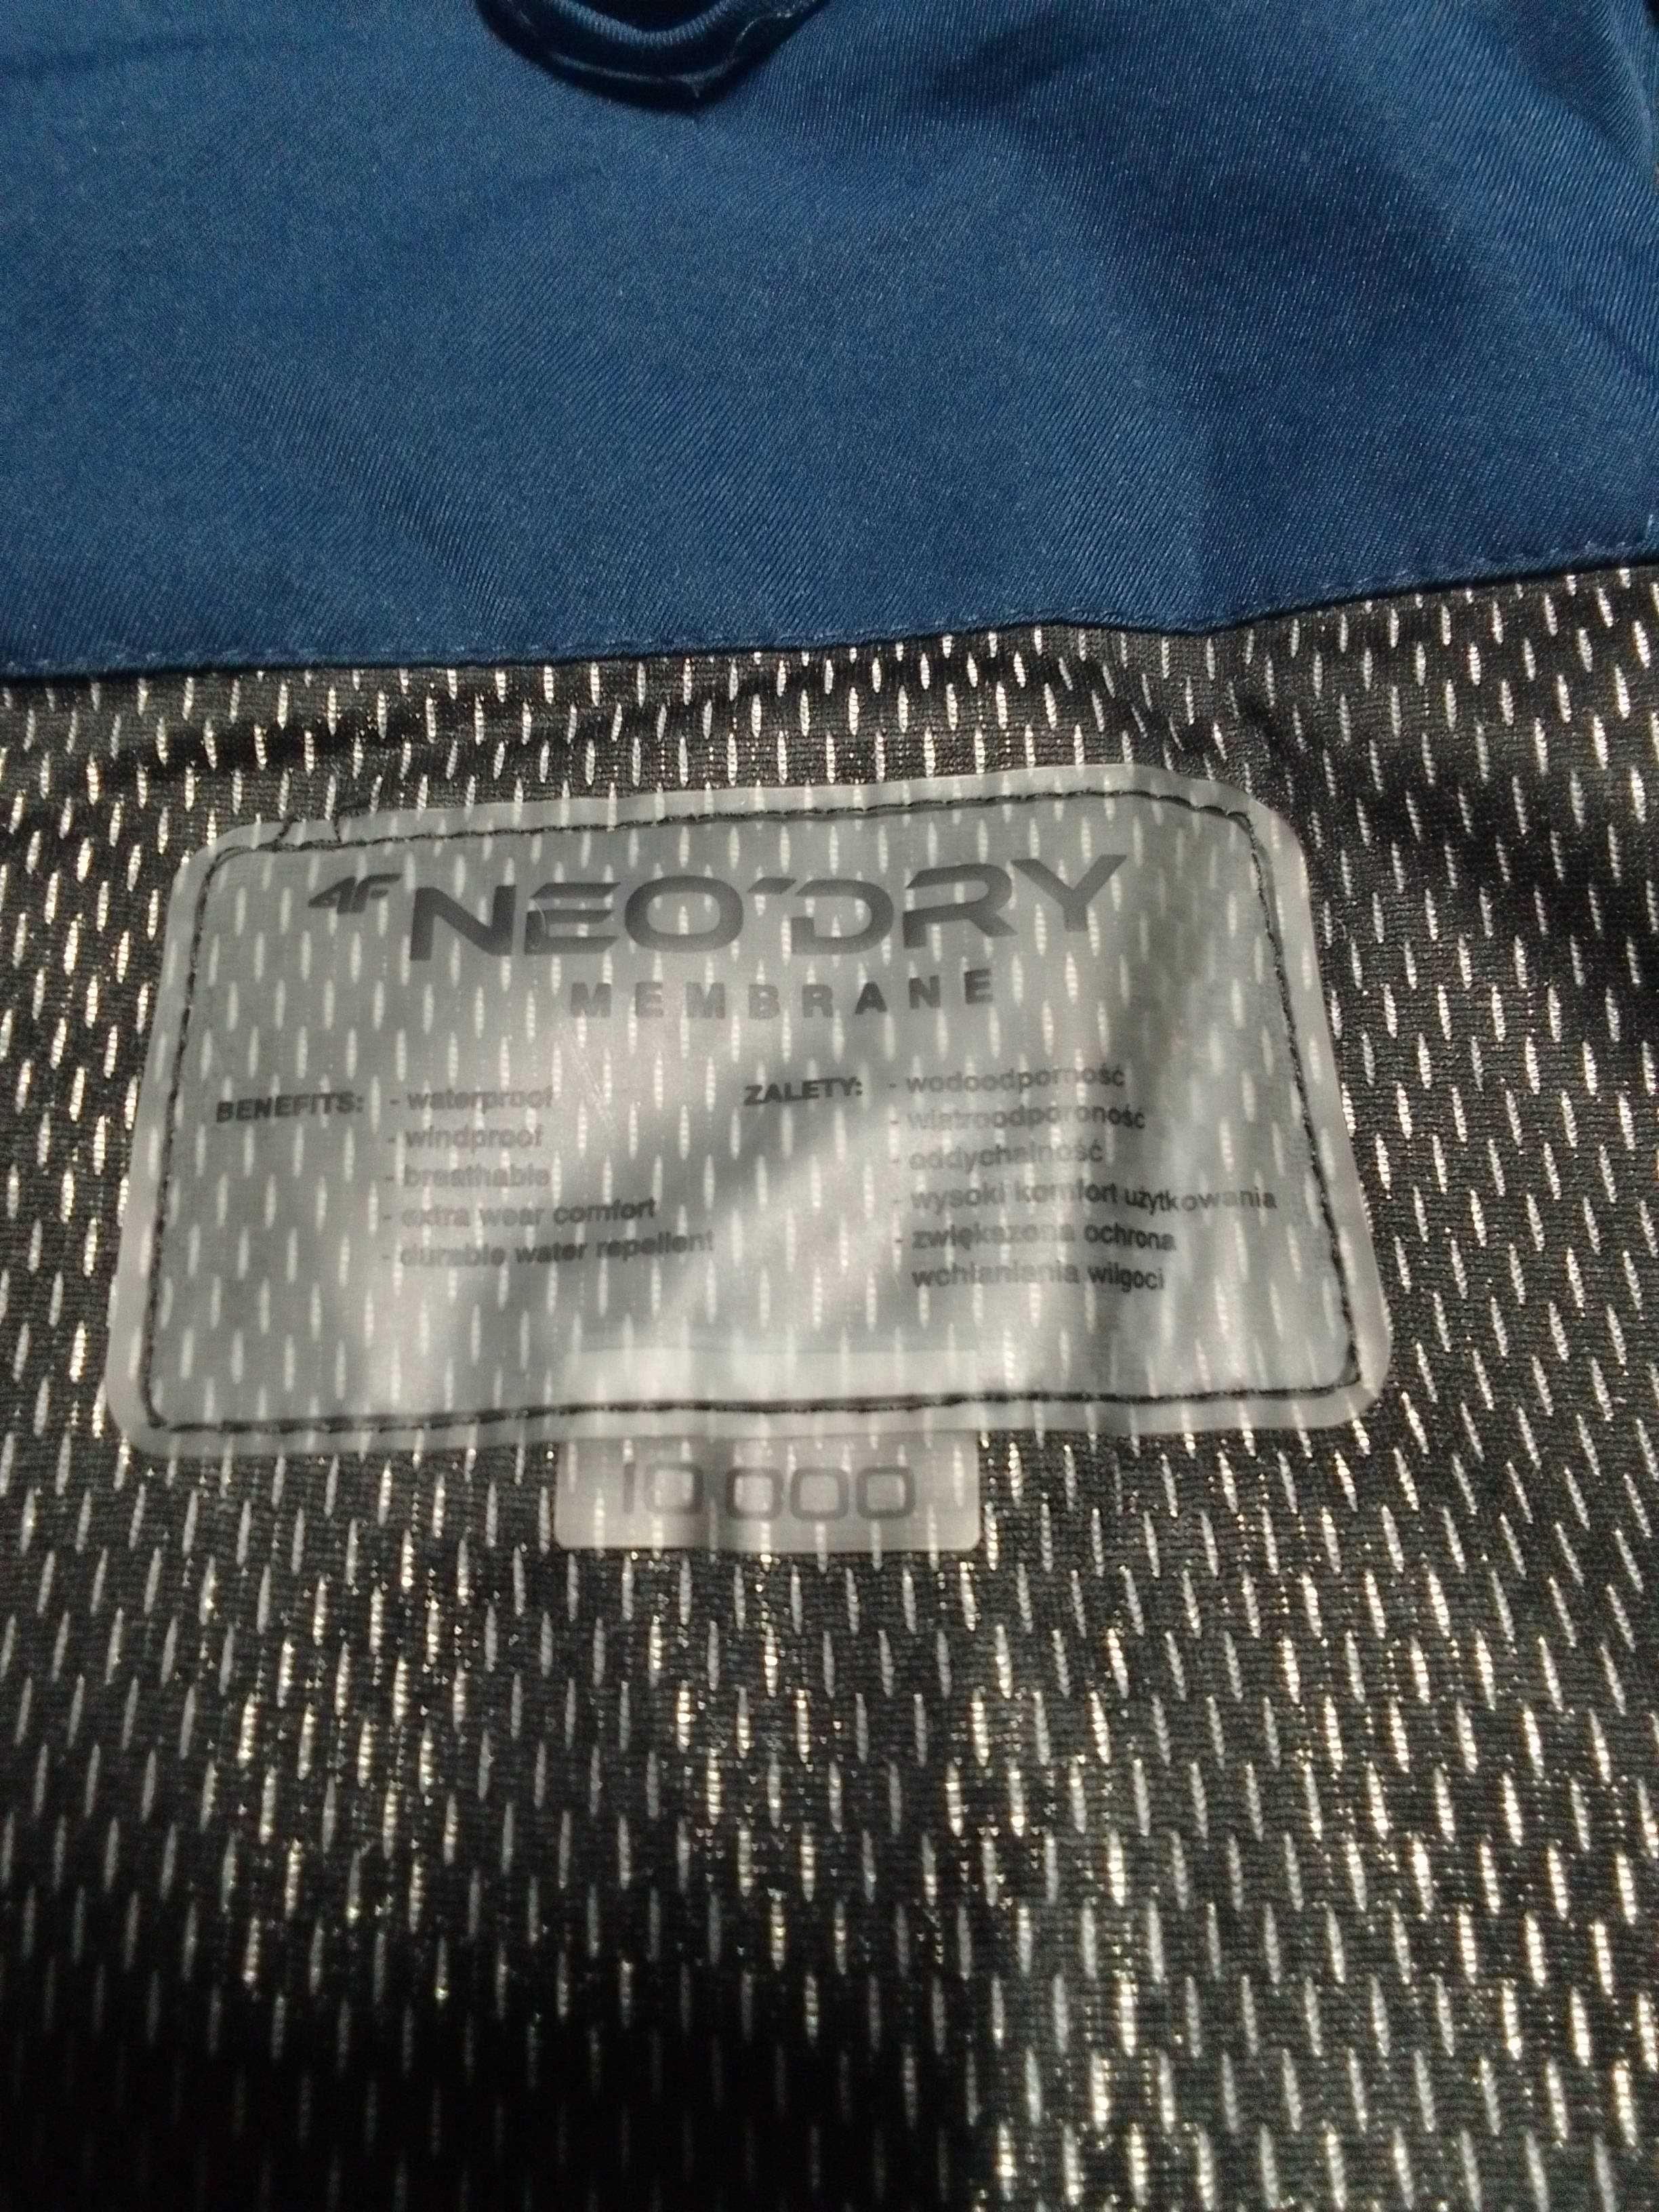 4F NEO'DRY
MEMBRANE
BENEFITS: - waterproof
- windproof
- breathable
- extra wear comfort
- durable water repellent
ZALETY: - wodoodporność
- wiatroodporoność
- oddychalność
- wysoki komfort użytkowania
- zwiększona ochrona
wchłaniania wilgoci
10 000